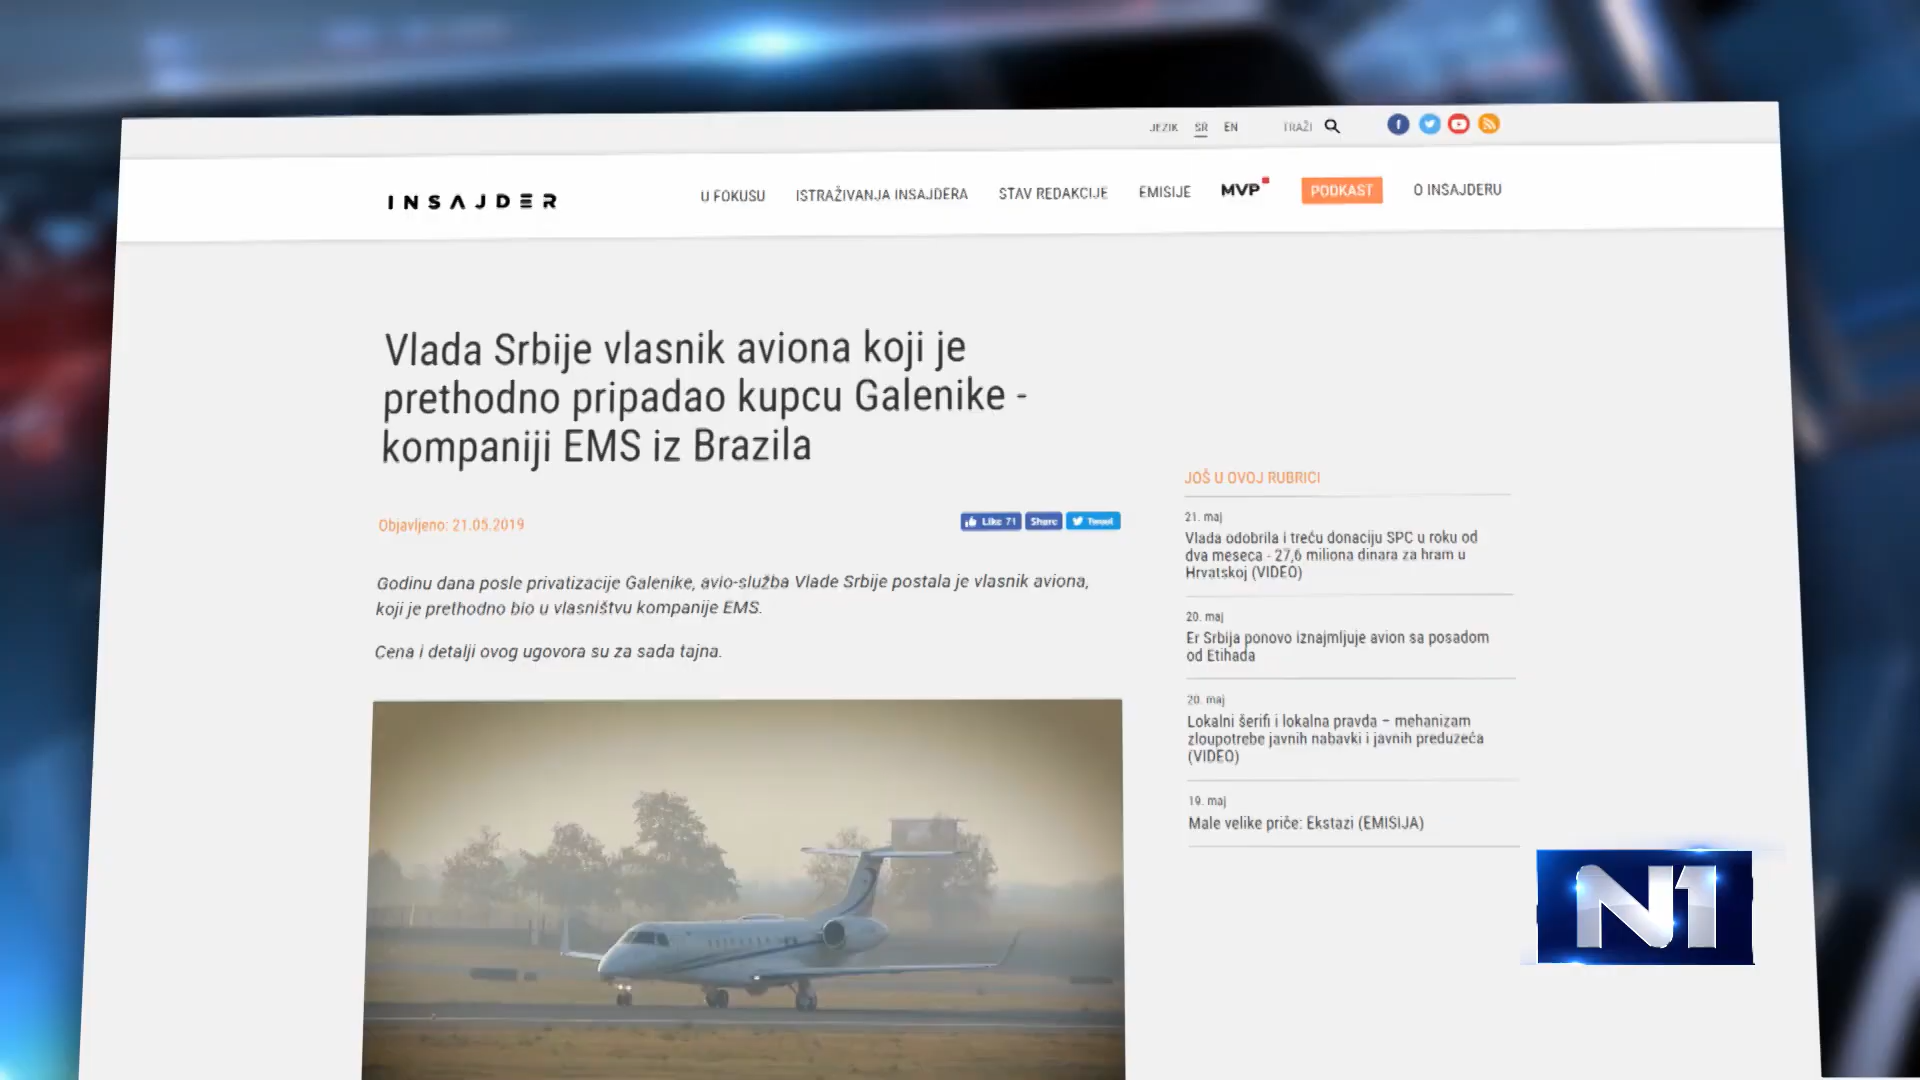 JEZIK SR EN TRAŽI
INSAJDER
U FOKUSU ISTRAŽIVANJA INSAJDERA STAV REDAKCIJE EMISIJE MVP PODKAST O INSAJDERU
Vlada Srbije vlasnik aviona koji je
prethodno pripadao kupcu Galenike -
kompaniji EMS iz Brazila
Objavljeno: 21.05.2019
Like 71 Share Tweet
Godinu dana posle privatizacije Galenike, avio-služba Vlade Srbije postala je vlasnik aviona,
koji je prethodno bio u vlasništvu kompanije EMS.
Cena i detalji ovog ugovora su za sada tajna.
JOŠ U OVOJ RUBRICI
21. maj
Vlada odobrila i treću donaciju SPC u roku od
dva meseca - 27,6 miliona dinara za hram u
Hrvatskoj (VIDEO)
20. maj
Er Srbija ponovo iznajmljuje avion sa posadom
od Etihada
20. maj
Lokalni šerifi i lokalna pravda – mehanizam
zloupotrebe javnih nabavki i javnih preduzeća
(VIDEO)
19. maj
Male velike priče: Ekstazi (EMISIJA)
N1